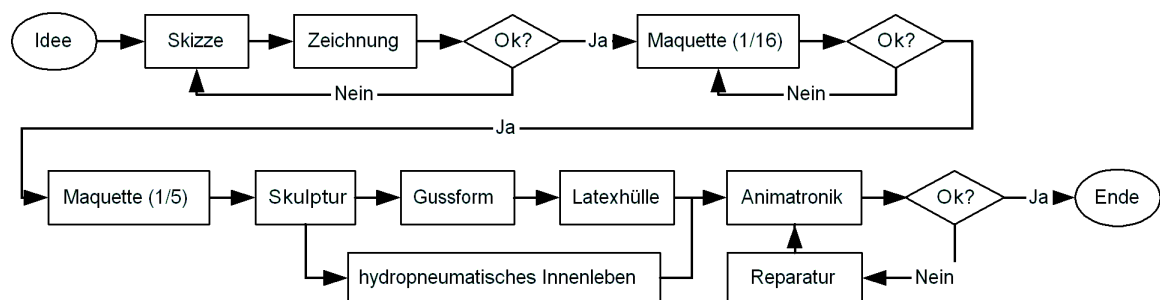 Idee
Skizze
Zeichnung
Ok?
Ja
Maquette (1/16)
Ok?
Nein
Nein
Ja
Maquette (1/5)
Skulptur
Gussform
Latexhülle
Animatronik
Ok?
Ja
Ende
hydropneumatisches Innenleben
Reparatur
Nein